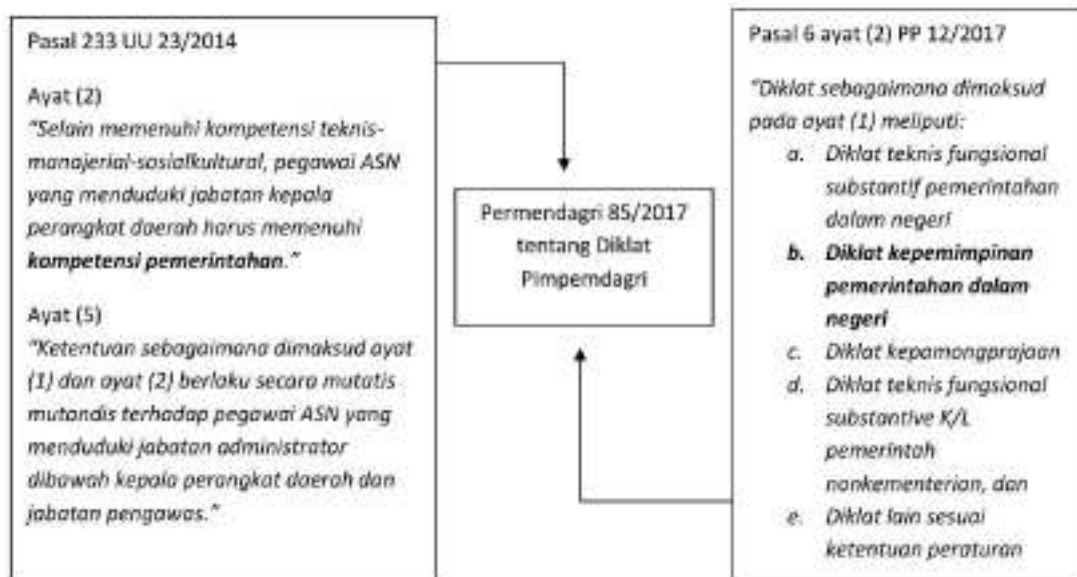 Pasal 233 UU 23/2014
Ayat (2)
"Selain memenuhi kompetensi teknis-
manajerial-sosialkultural, pegawai ASN
yang menduduki jabatan kepala
perangkat daerah harus memenuhi
kompetensi pemerintahan."
Ayat (5)
"Ketentuan sebagaimana dimaksud ayat
(1) dan ayat (2) berlaku secara mutatis
mutandis terhadap pegawai ASN yang
menduduki jabatan administrator
dibawah kepala perangkat daerah dan
jabatan pengawas."
Permendagri 85/2017
tentang Diklat
Pimpemdagri
Pasal 6 ayat (2) PP 12/2017
"Diklat sebagaimana dimaksud
pada ayat (1) meliputi:
a. Diklat teknis fungsional
substantif pemerintahan
dalam negeri
b. Diklat kepemimpinan
pemerintahan dalam
negeri
c. Diklat kepamongprajaan
d. Diklat teknis fungsional
substantive K/L
pemerintah
nonkementerian, dan
e. Diklat lain sesuai
ketentuan peraturan